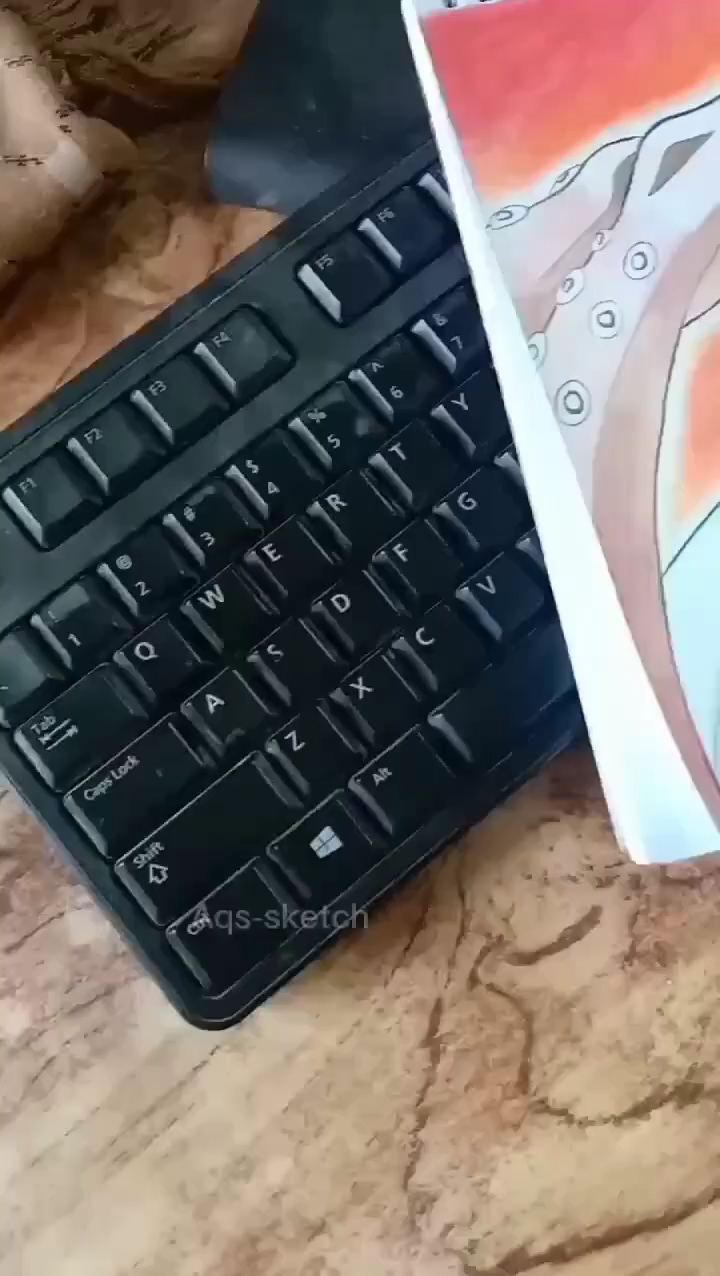 F5 F6
F1 F2 F3 F4
! 1 @ 2 # 3 $ 4 % 5 ^ 6 & 7
Tab Q W E R T Y
Caps Lock A S D F G
Shift Z X C V
Ctrl Alt
Aqs-sketch